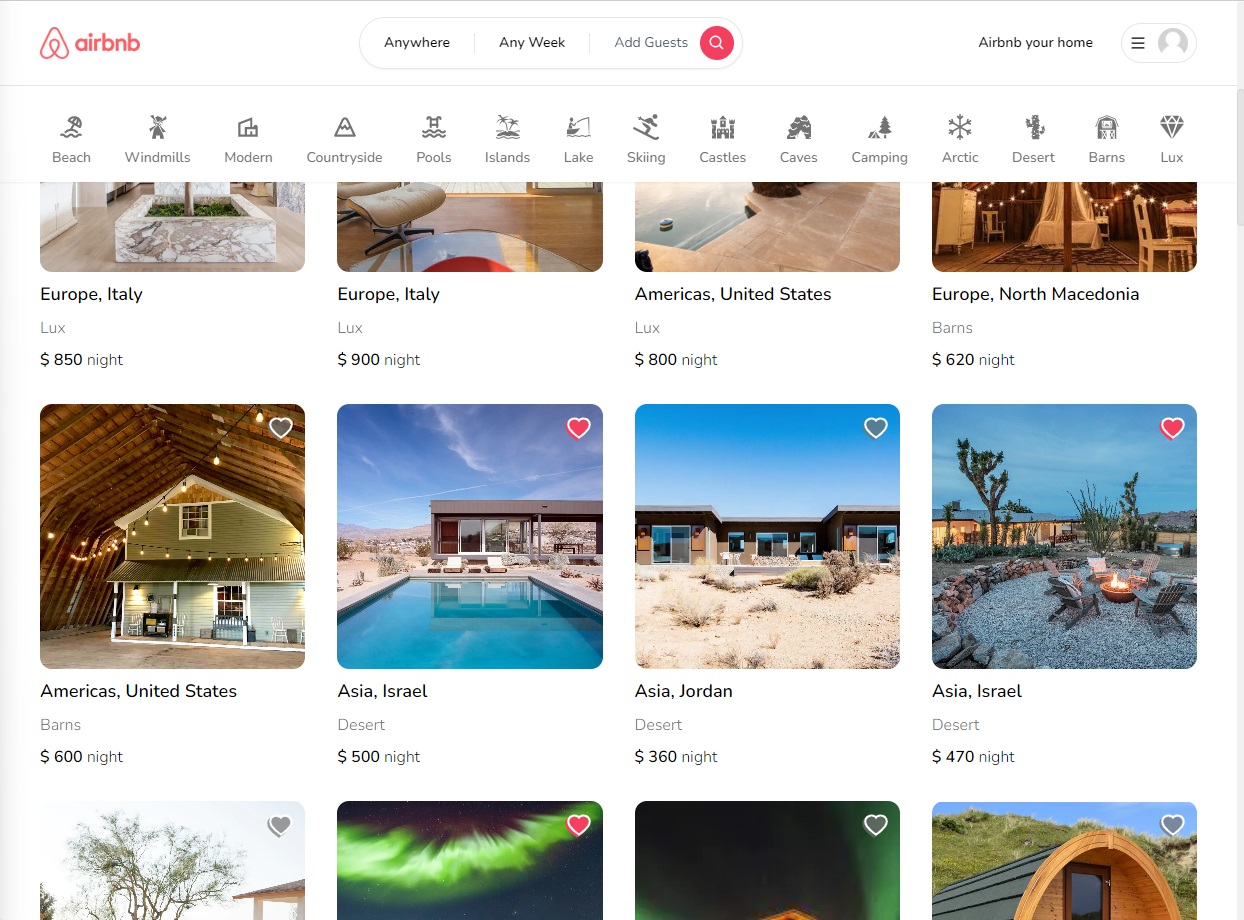 airbnb
Anywhere
Any Week
Add Guests
Airbnb your home
Beach
Windmills
Modern
Countryside
Pools
Islands
Lake
Skiing
Castles
Caves
Camping
Arctic
Desert
Barns
Lux
Europe, Italy
Lux
$ 850 night
Europe, Italy
Lux
$ 900 night
Americas, United States
Lux
$ 800 night
Europe, North Macedonia
Barns
$ 620 night
Americas, United States
Barns
$ 600 night
Asia, Israel
Desert
$ 500 night
Asia, Jordan
Desert
$ 360 night
Asia, Israel
Desert
$ 470 night